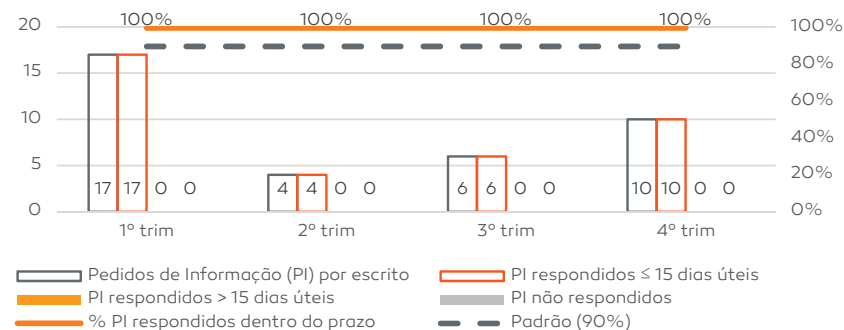 20 100% 100% 100% 100% 100%
15 80%
60%
10
40%
5 20%
17 17 0 0 4 4 0 0 6 6 0 0 10 10 0 0
0 0%
1º trim 2º trim 3º trim 4º trim
Pedidos de Informação (PI) por escrito PI respondidos ≤ 15 dias úteis
PI respondidos > 15 dias úteis PI não respondidos
% PI respondidos dentro do prazo Padrão (90%)